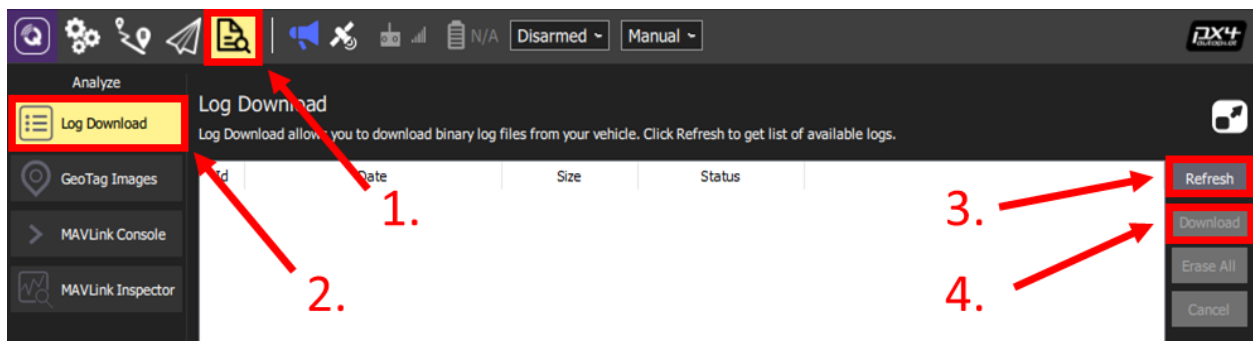 N/A
Disarmed
Manual
PX4
autopilot
Analyze
Log Download
Log Download allows you to download binary log files from your vehicle. Click Refresh to get list of available logs.
Log Download
Id Date Size Status
Refresh
GeoTag Images
1.
3.
Download
MAVLink Console
Erase All
MAVLink Inspector
2.
4.
Cancel